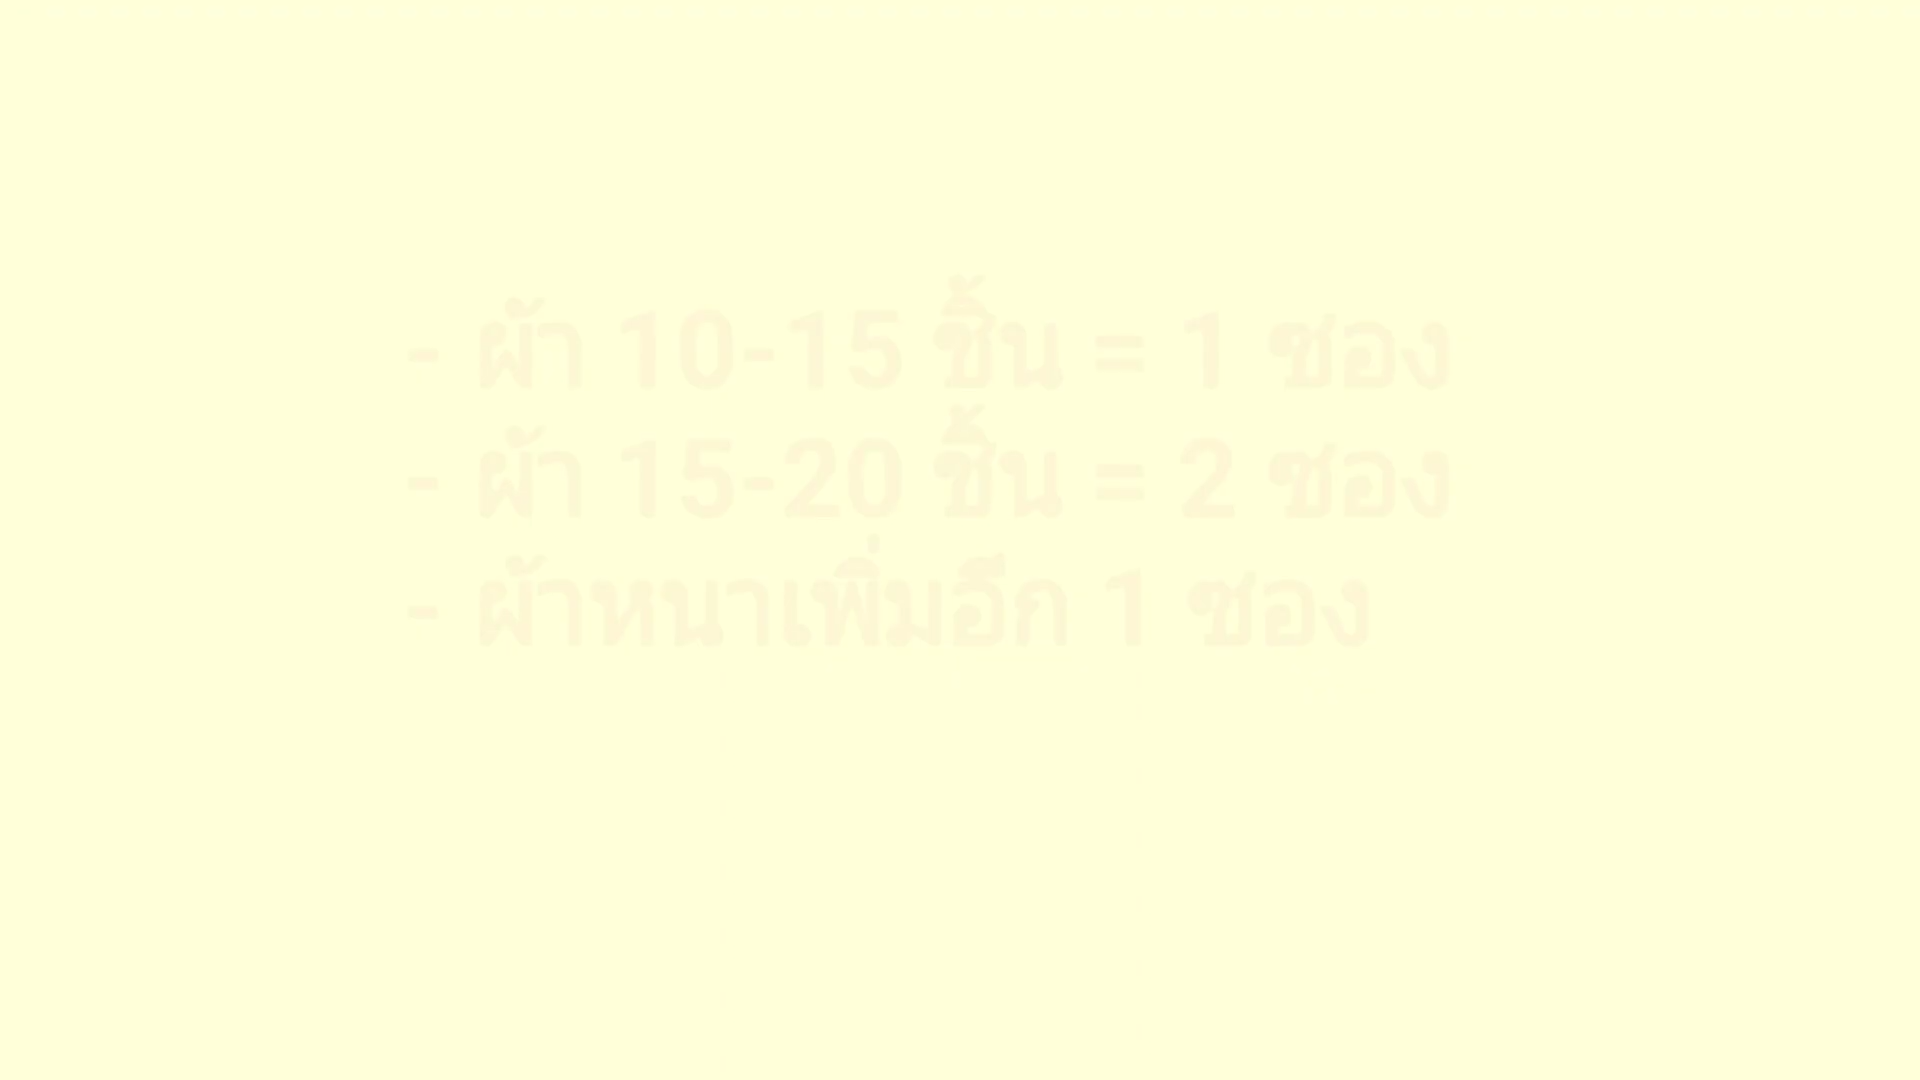 - ผ้า 10-15 ชิ้น = 1 ซอง
- ผ้า 15-20 ชิ้น = 2 ซอง
- ผ้าหนาเพิ่มอีก 1 ซอง